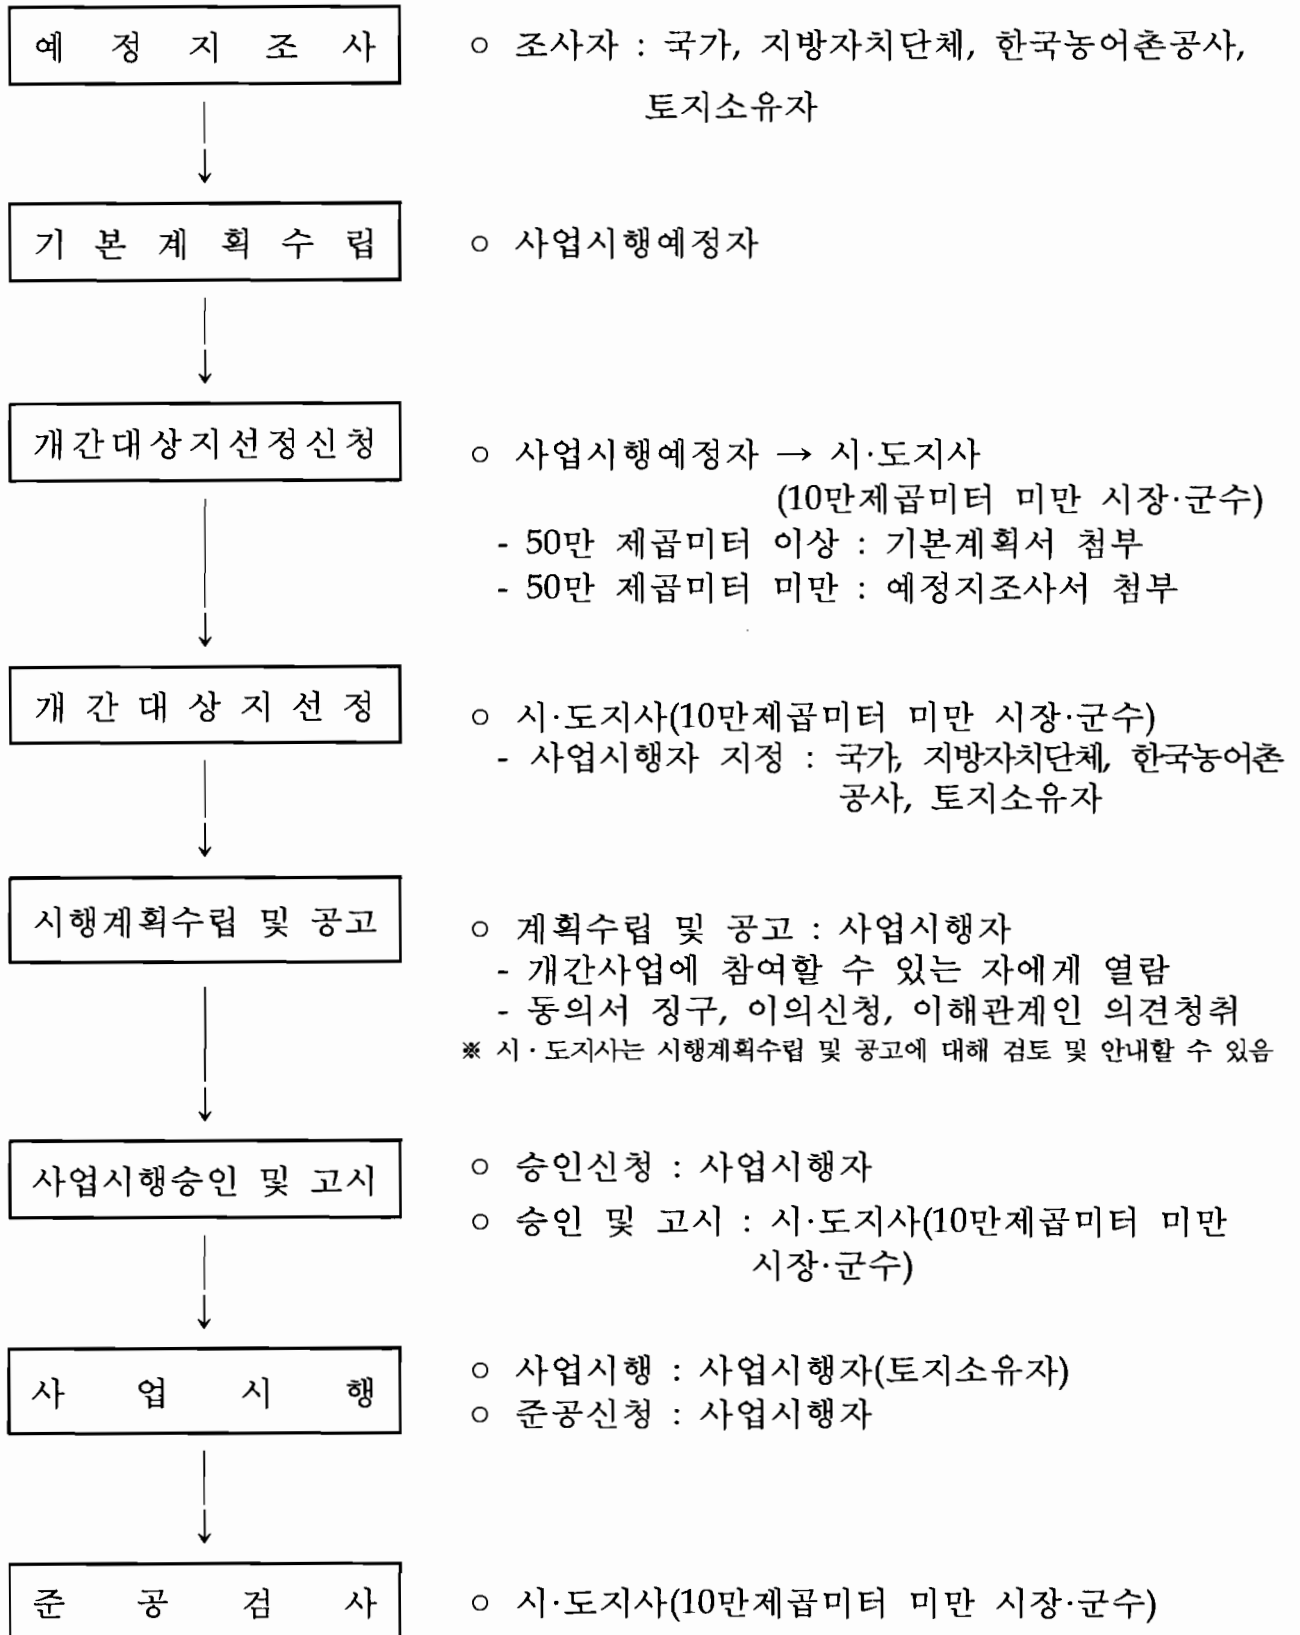 예 정 지 조 사
○ 조사자 : 국가, 지방자치단체, 한국농어촌공사,
토지소유자
기 본 계 획 수 립
○ 사업시행예정자
개간대상지선정신청
○ 사업시행예정자 → 시·도지사
(10만제곱미터 미만 시장·군수)
- 50만 제곱미터 이상 : 기본계획서 첨부
- 50만 제곱미터 미만 : 예정지조사서 첨부
개 간 대 상 지 선 정
○ 시·도지사(10만제곱미터 미만 시장·군수)
- 사업시행자 지정 : 국가, 지방자치단체, 한국농어촌
공사, 토지소유자
시행계획수립 및 공고
○ 계획수립 및 공고 : 사업시행자
- 개간사업에 참여할 수 있는 자에게 열람
- 동의서 징구, 이의신청, 이해관계인 의견청취
※ 시·도지사는 시행계획수립 및 공고에 대해 검토 및 안내할 수 있음
사업시행승인 및 고시
○ 승인신청 : 사업시행자
○ 승인 및 고시 : 시·도지사(10만제곱미터 미만
시장·군수)
사 업 시 행
○ 사업시행 : 사업시행자(토지소유자)
○ 준공신청 : 사업시행자
준 공 검 사
○ 시·도지사(10만제곱미터 미만 시장·군수)